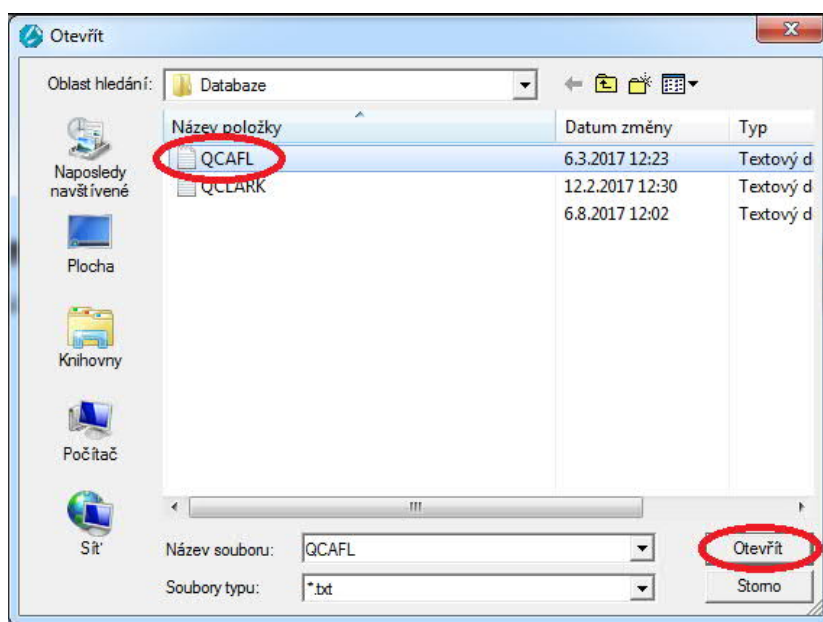 Otevřít
Oblast hledání: Databaze
Název položky Datum změny Typ
QCAFL 6.3.2017 12:23 Textový d
QCLARK 12.2.2017 12:30 Textový d
6.8.2017 12:02 Textový d
Naposledy
navštívené
Plocha
Knihovny
Počítač
Síť
Název souboru: QCAFL Otevřít
Soubory typu: *.txt Storno